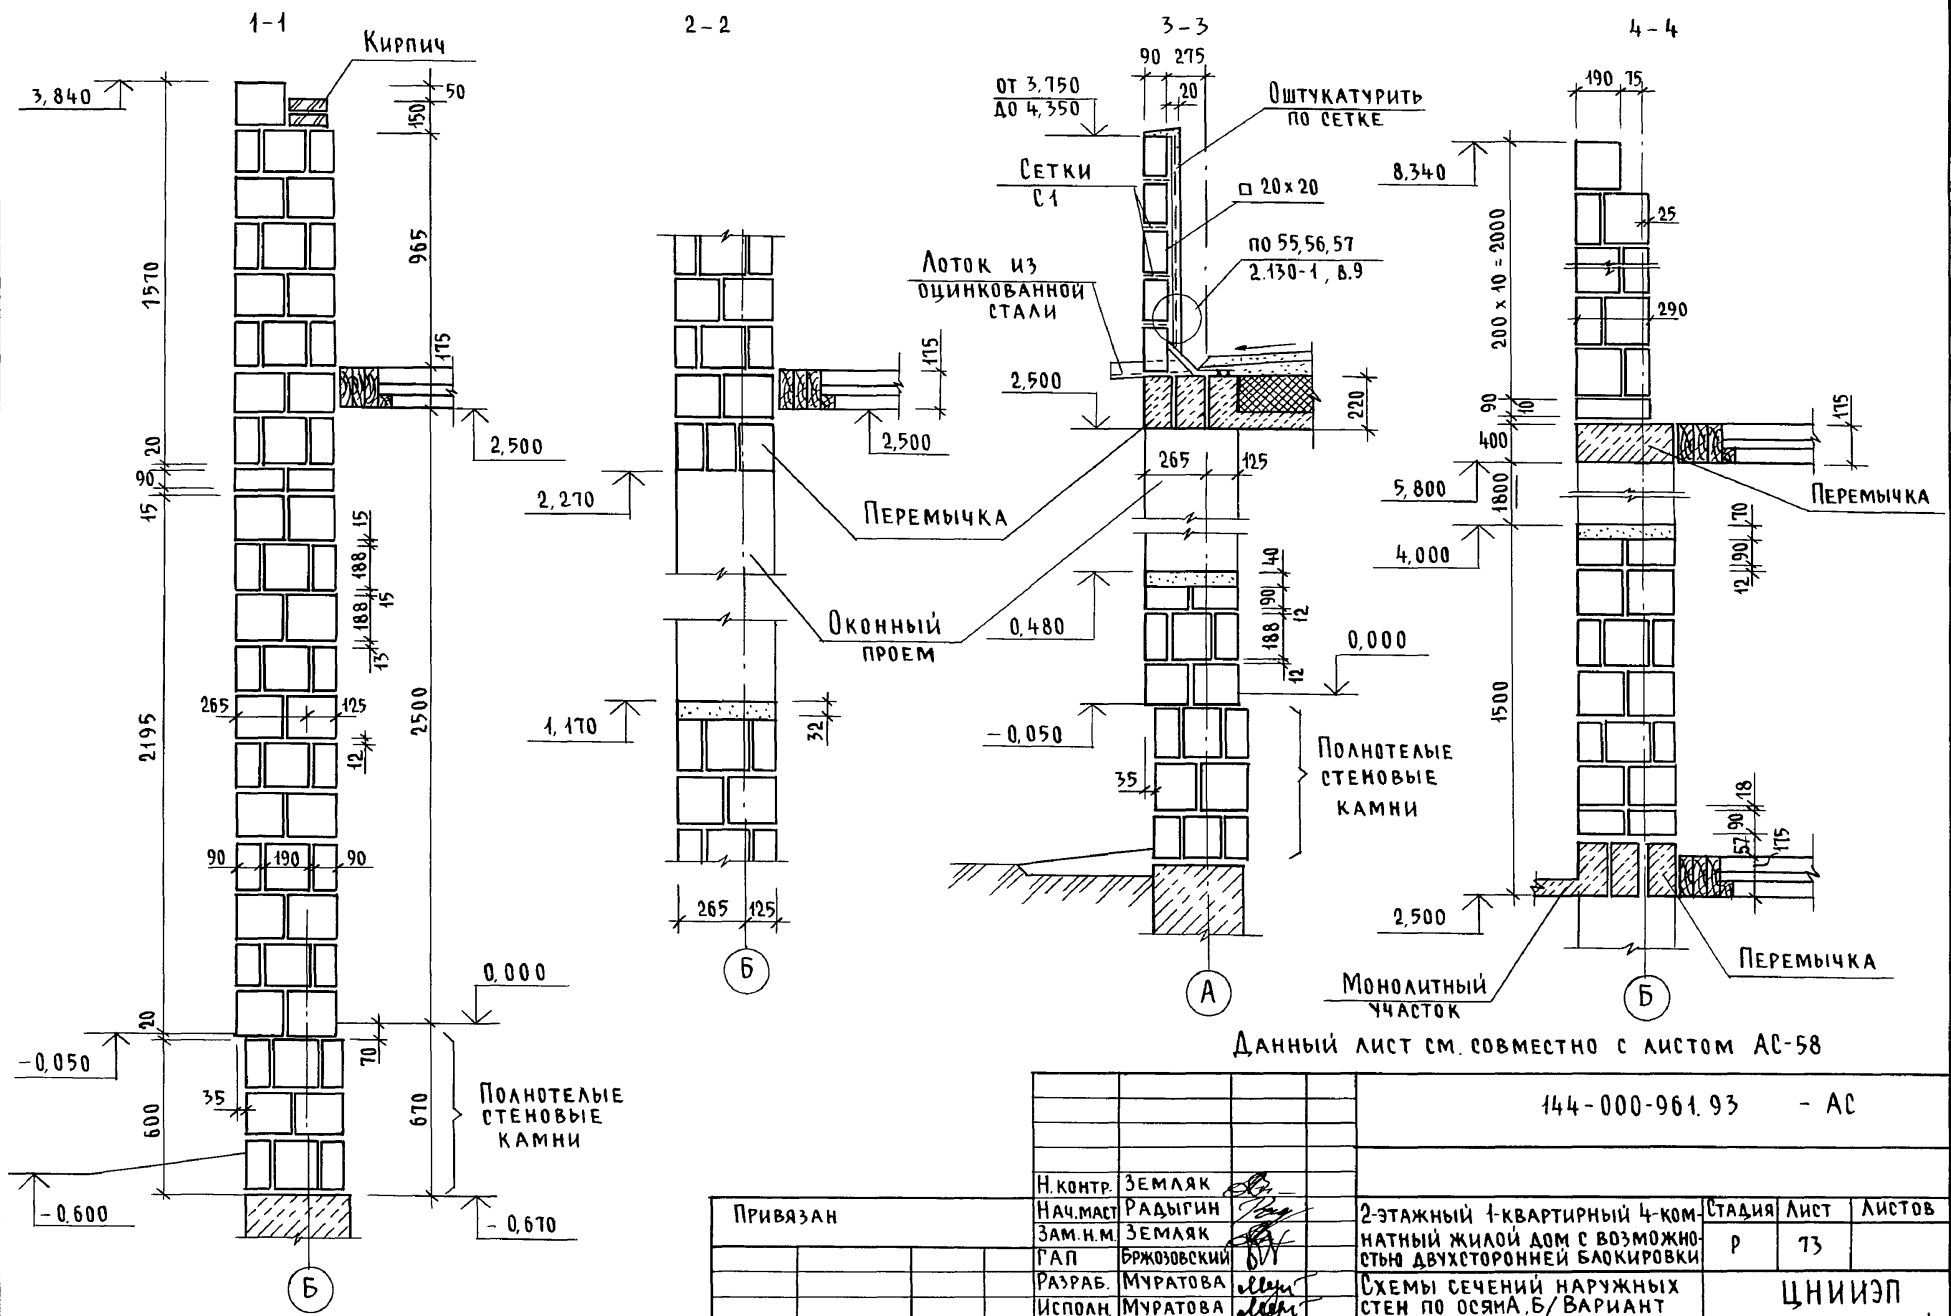 1-1
Кирпич
3,840
50
150
1570
965
175
2,500
20
90
15
15
188
15
188
13
265
125
12
2195
2500
90
190
90
0,000
20
-0,050
70
35
600
670
Полнотелые
стеновые
камни
-0,600
-0,670
Б
2-2
175
2,500
2,270
Перемычка
Оконный
проем
1,170
32
265
125
Б
3-3
90
275
20
от 3,750
до 4,350
Оштукатурить
по сетке
Сетки
С1
□ 20x20
по 55,56,57
2.130-1, в.9
Лоток из
оцинкованной
стали
2,500
220
265
125
40
90
12
188
12
0,480
0,000
-0,050
35
Полнотелые
стеновые
камни
А
4-4
190
75
8,340
25
200 x 10 = 2000
290
90
10
400
175
5,800
1800
Перемычка
4,000
70
90
12
1500
18
90
57
175
2,500
Перемычка
Монолитный
участок
Б
Данный лист см. совместно с листом АС-58
144-000-961.93 - АС
Привязан
Н.контр. Земляк
Нач.маст Радыгин
Зам.н.м. Земляк
ГАП Бржозовский
Разраб. Муратова
Исполн. Муратова
2-этажный 1-квартирный 4-ком-
натный жилой дом с возможно-
стью двухсторонней блокировки
Стадия Лист Листов
Р 73
Схемы сечений наружных
стен по осям А, Б/Вариант
ЦНИИЭП